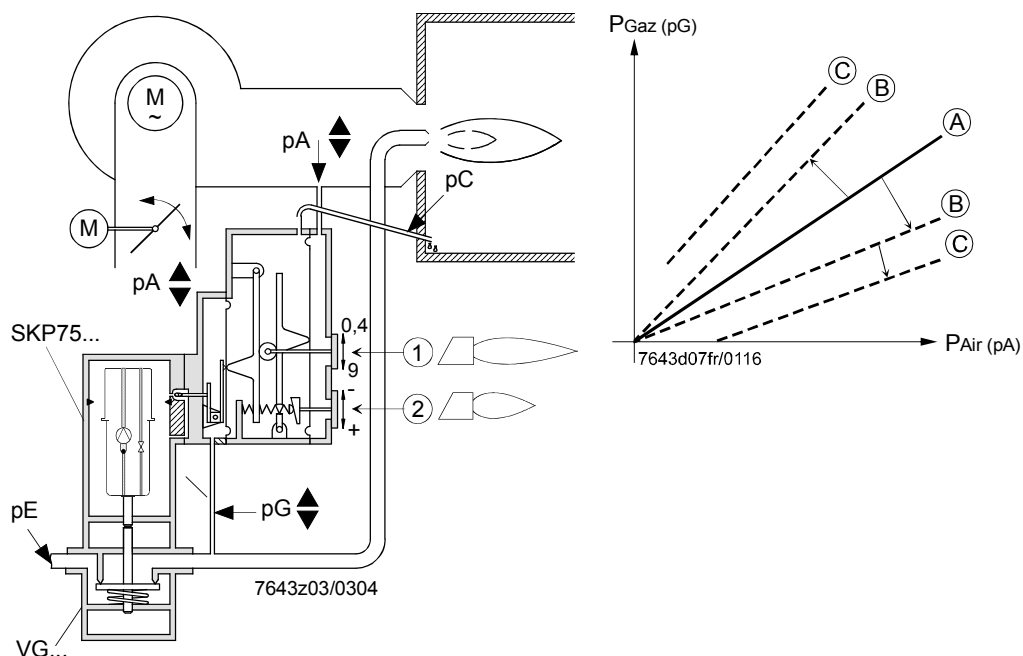 M
~
pA
pC
M
pA
SKP75...
0,4
1
9
-
2
+
pE
pG
7643z03/0304
VG...
PGaz (pG)
C
B
A
B
C
PAir (pA)
7643d07fr/0116